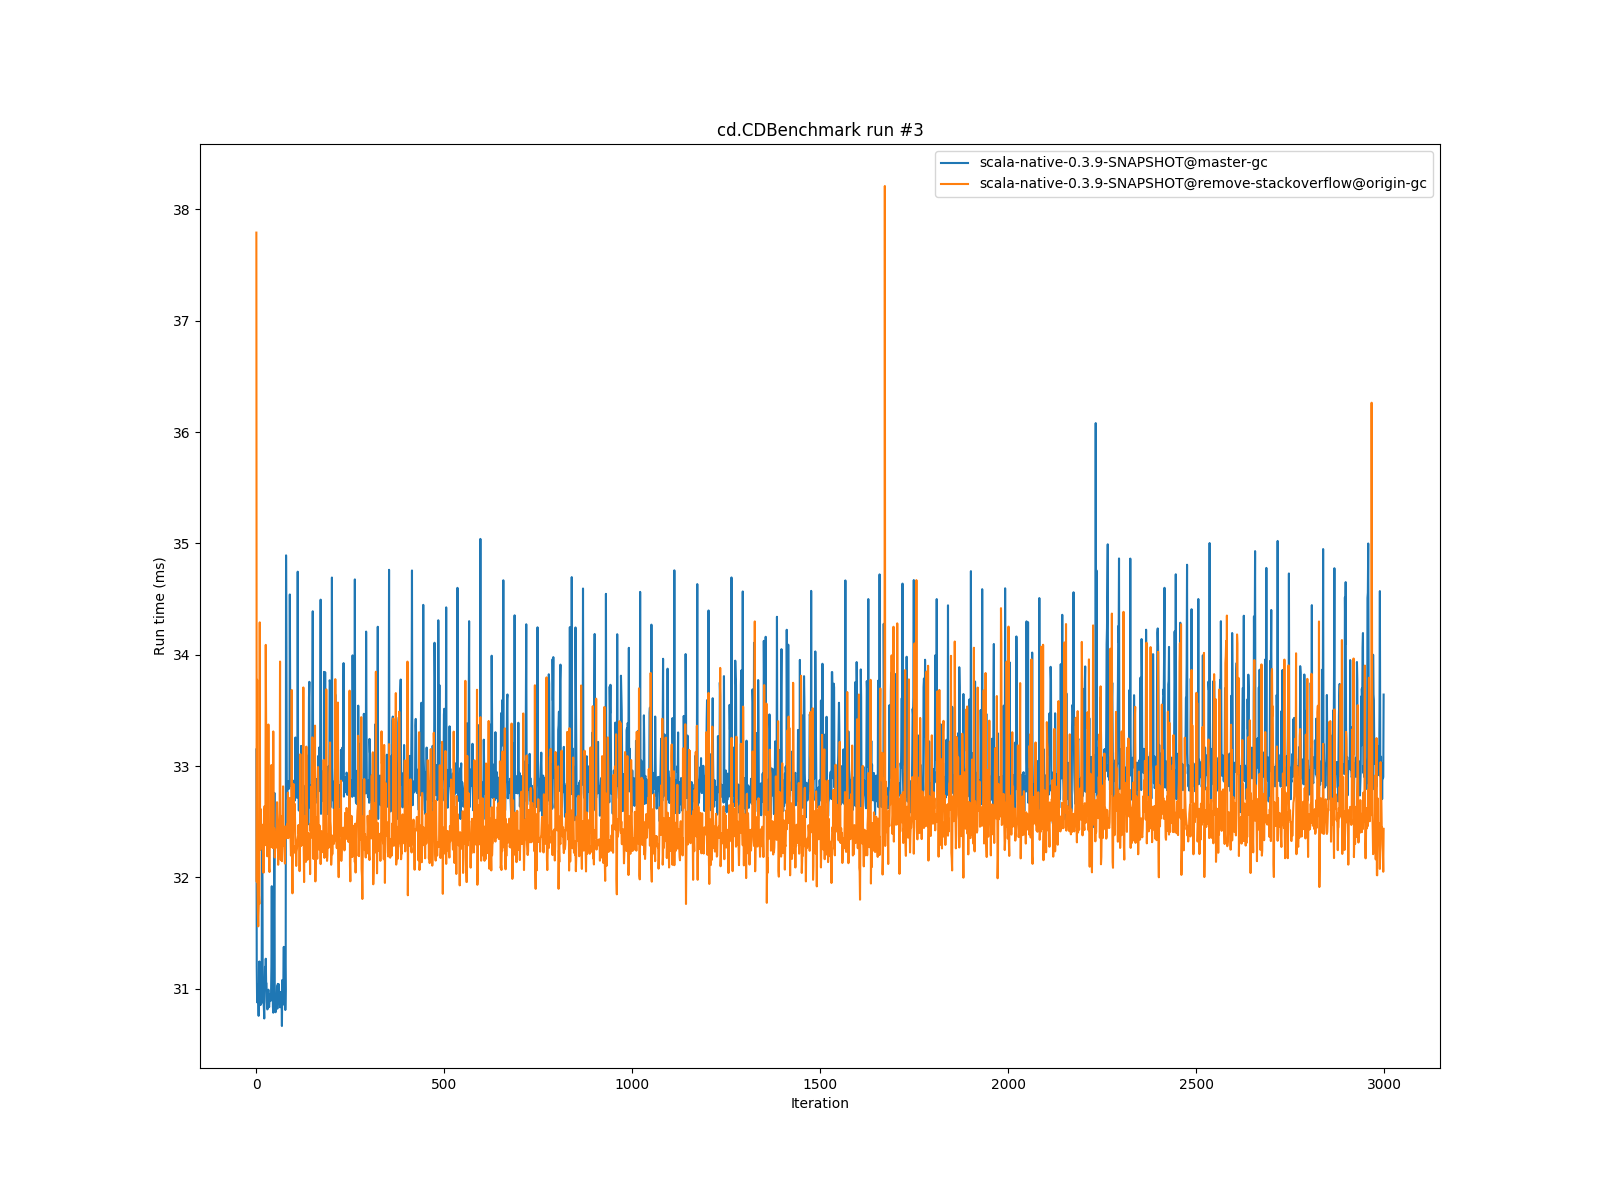 cd.CDBenchmark run #3
scala-native-0.3.9-SNAPSHOT@master-gc
scala-native-0.3.9-SNAPSHOT@remove-stackoverflow@origin-gc
38
37
36
35
34
33
32
31
Run time (ms)
0 500 1000 1500 2000 2500 3000
Iteration